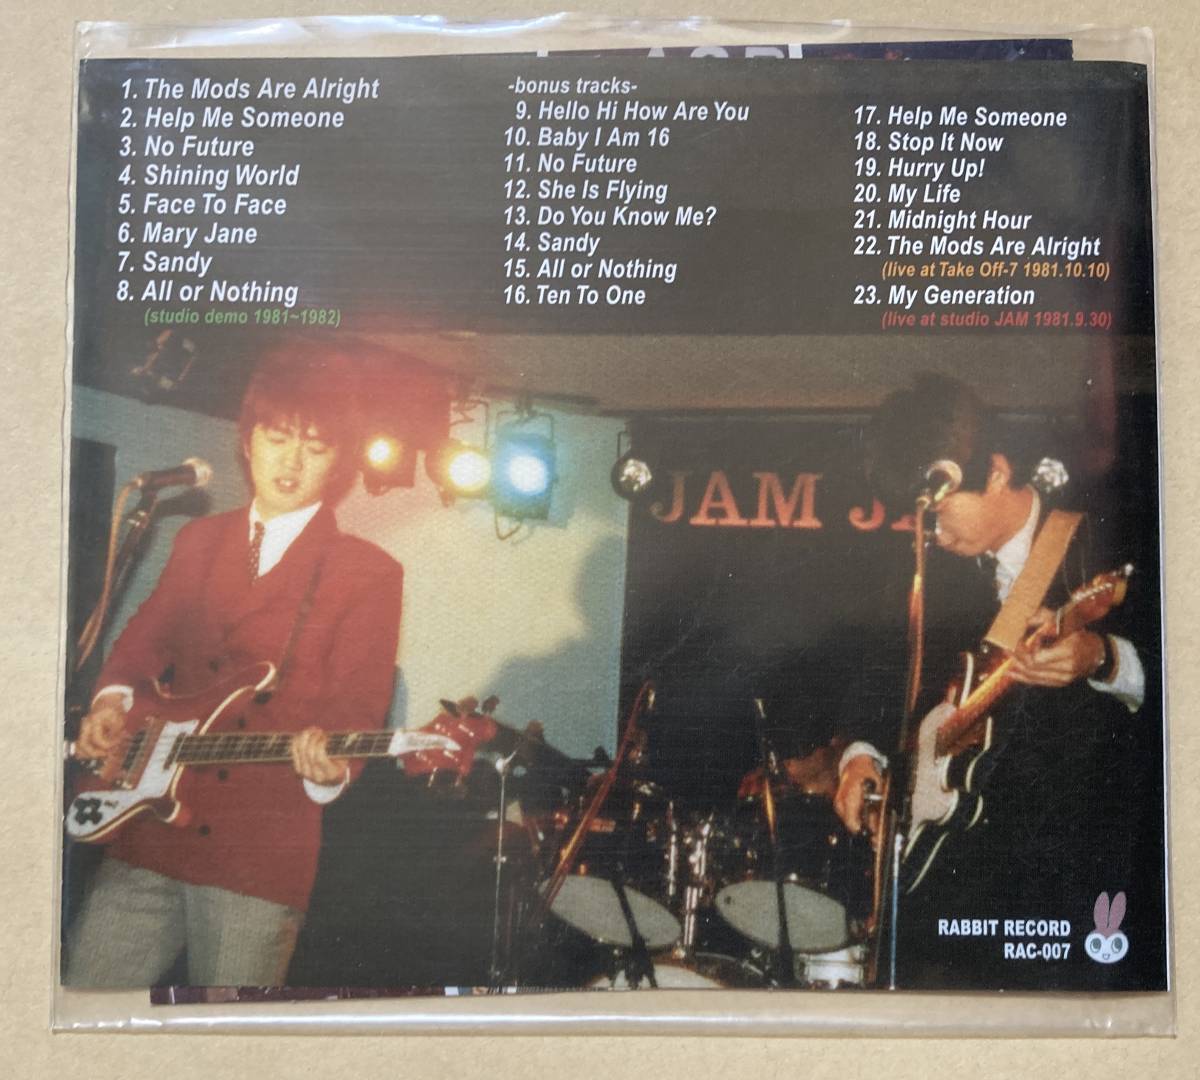 1. The Mods Are Alright
2. Help Me Someone
3. No Future
4. Shining World
5. Face To Face
6. Mary Jane
7. Sandy
8. All or Nothing
(studio demo 1981~1982)
-bonus tracks-
9. Hello Hi How Are You
10. Baby I Am 16
11. No Future
12. She Is Flying
13. Do You Know Me?
14. Sandy
15. All or Nothing
16. Ten To One
17. Help Me Someone
18. Stop It Now
19. Hurry Up!
20. My Life
21. Midnight Hour
22. The Mods Are Alright
(live at Take Off-7 1981.10.10)
23. My Generation
(live at studio JAM 1981.9.30)
JAM
RABBIT RECORD
RAC-007